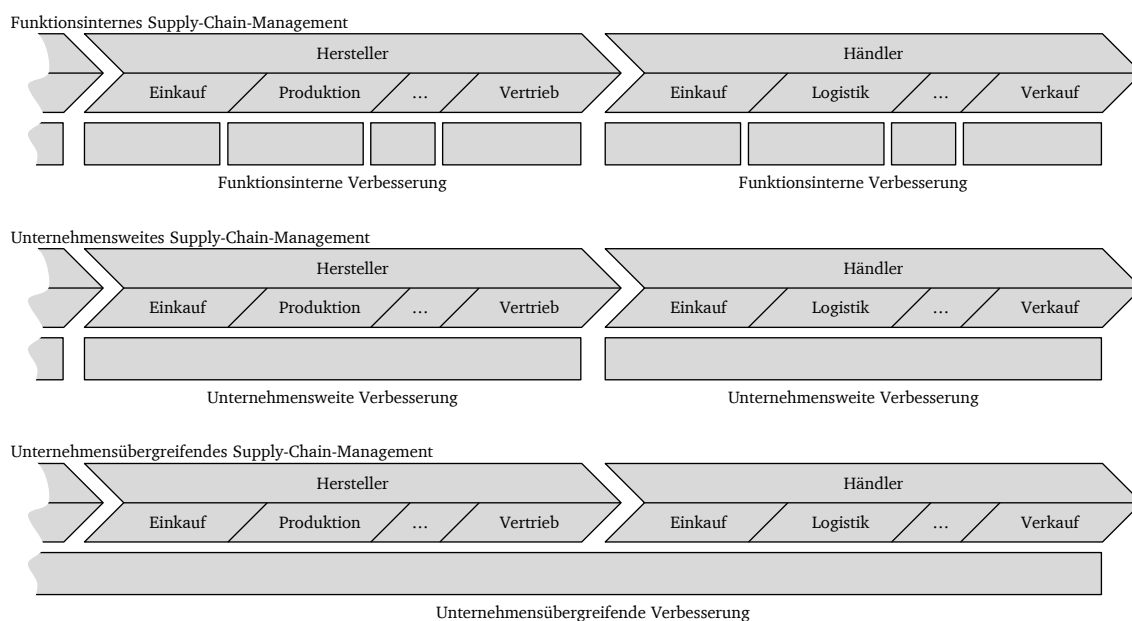 Funktionsinternes Supply-Chain-Management
Hersteller Händler
Einkauf Produktion … Vertrieb Einkauf Logistik … Verkauf
Funktionsinterne Verbesserung Funktionsinterne Verbesserung
Unternehmensweites Supply-Chain-Management
Hersteller Händler
Einkauf Produktion … Vertrieb Einkauf Logistik … Verkauf
Unternehmensweite Verbesserung Unternehmensweite Verbesserung
Unternehmensübergreifendes Supply-Chain-Management
Hersteller Händler
Einkauf Produktion … Vertrieb Einkauf Logistik … Verkauf
Unternehmensübergreifende Verbesserung